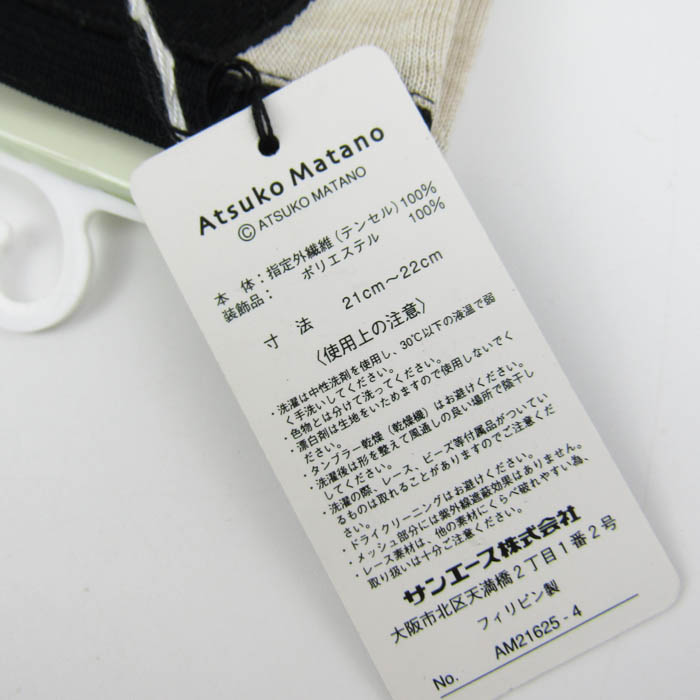 Atsuko Matano
© ATSUKO MATANO
本 体：指定外繊維（テンセル）100%
装飾品： ポリエステル 100%
寸 法 21cm〜22cm
〈使用上の注意〉
・洗濯は中性洗剤を使用し、30℃以下の液温で弱
く手洗いしてください。
・色物とは分けて洗ってください。
・漂白剤は生地をいためますので使用しないでく
ださい。
・タンブラー乾燥（乾燥機）はお避けください。
・洗濯後は形を整えて風通しの良い場所で陰干し
してください。
・洗濯の際、レース、ビーズ等付属品がついてい
るものは取れることがありますのでご注意くだ
さい。
・ドライクリーニングはお避けください。
・メッシュ部分には紫外線遮蔽効果はありません。
・レース素材は、他の素材にくらべ破れやすい為、
取り扱いは十分ご注意ください。
サンエース株式会社
大阪市北区天満橋2丁目1番2号
フィリピン製
No. AM21625-4